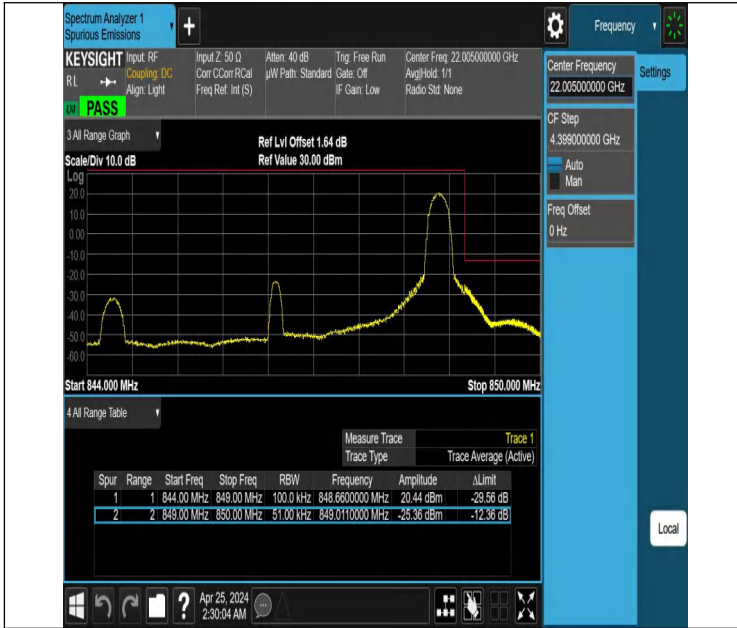 Spectrum Analyzer 1
Spurious Emissions
Frequency
KEYSIGHT
RL
LXI
PASS
Input: RF
Coupling: DC
Align: Light
Input Z: 50 Ω
Corr CCorr RCal
Freq Ref: Int (S)
Atten: 40 dB
µW Path: Standard
Trig: Free Run
Gate: Off
IF Gain: Low
Center Freq: 22.005000000 GHz
Avg|Hold: 1/1
Radio Std: None
Center Frequency
22.005000000 GHz
Settings
CF Step
4.399000000 GHz
Auto
Man
Freq Offset
0 Hz
3 All Range Graph
Ref Lvl Offset 1.64 dB
Scale/Div 10.0 dB
Ref Value 30.00 dBm
Log
20.0
10.0
0.00
-10.0
-20.0
-30.0
-40.0
-50.0
-60.0
Start 844.000 MHz
Stop 850.000 MHz
4 All Range Table
Measure Trace Trace 1
Trace Type Trace Average (Active)
Spur Range Start Freq Stop Freq RBW Frequency Amplitude ΔLimit
1 1 844.00 MHz 849.00 MHz 100.0 kHz 848.6600000 MHz 20.44 dBm -29.56 dB
2 2 849.00 MHz 850.00 MHz 51.00 kHz 849.0110000 MHz -25.36 dBm -12.36 dB
Local
Apr 25, 2024
2:30:04 AM